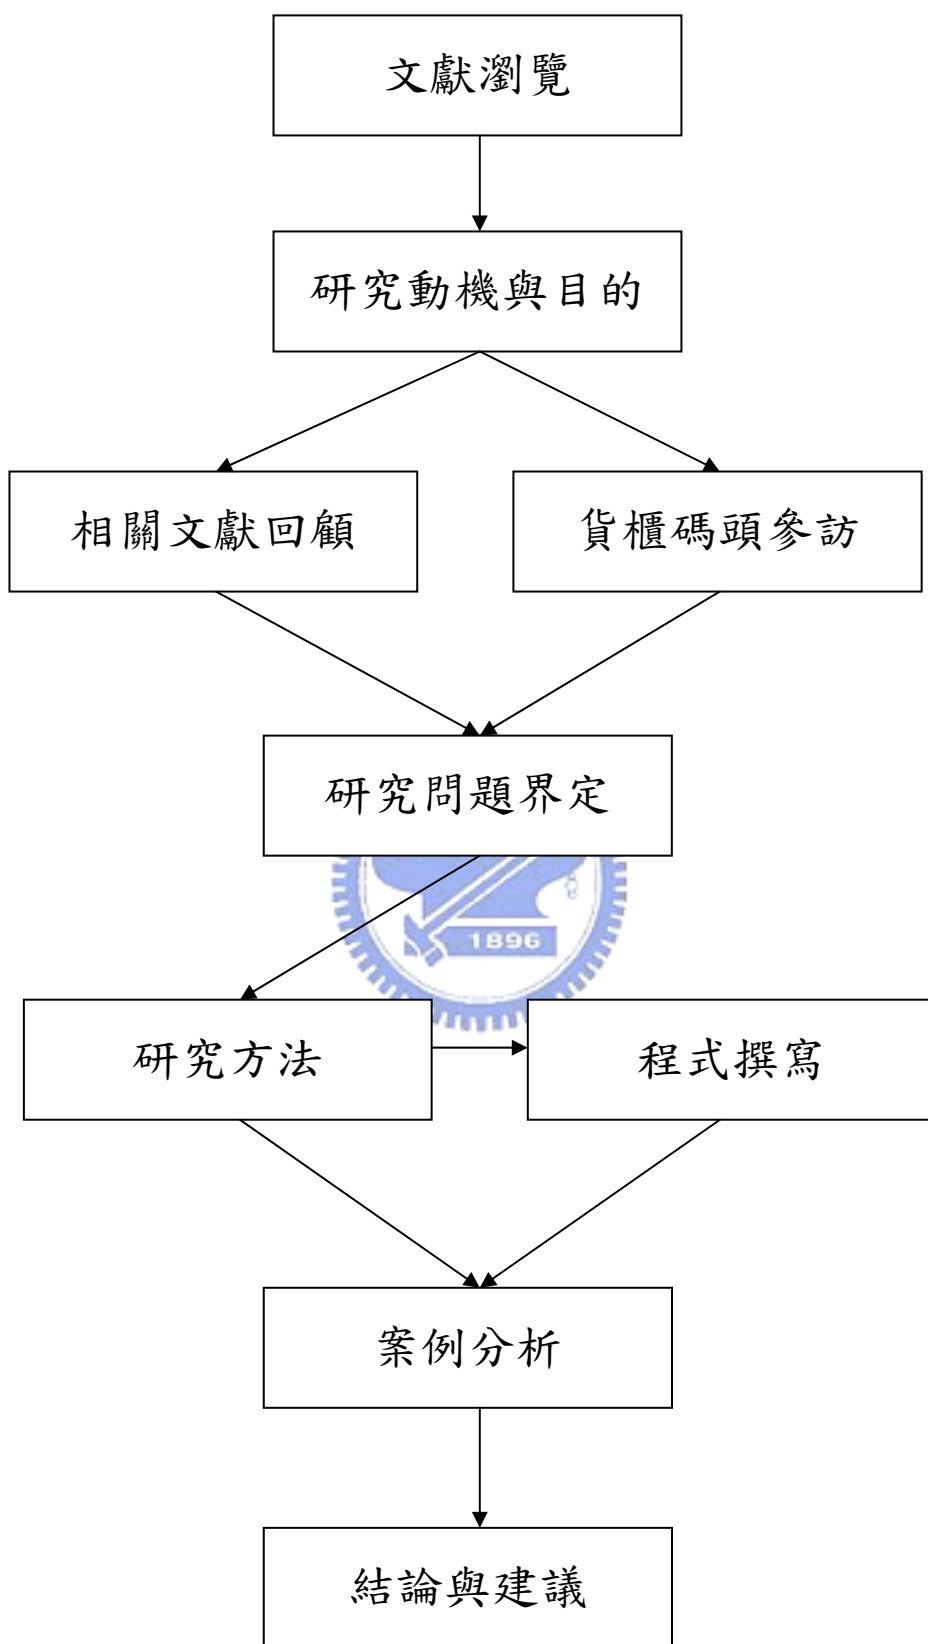 文獻瀏覽
研究動機與目的
相關文獻回顧
貨櫃碼頭參訪
研究問題界定
1896
研究方法
程式撰寫
案例分析
結論與建議